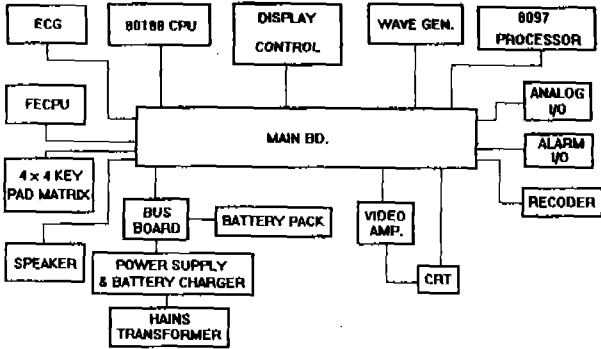 ECG
80188 CPU
DISPLAY
CONTROL
WAVE GEN.
8097
PROCESSOR
FECPU
MAIN BD.
ANALOG
I/O
ALARM
I/O
4 x 4 KEY
PAD MATRIX
RECODER
BUS
BOARD
BATTERY PACK
VIDEO
AMP.
SPEAKER
POWER SUPPLY
& BATTERY CHARGER
CRT
HAINS
TRANSFORMER